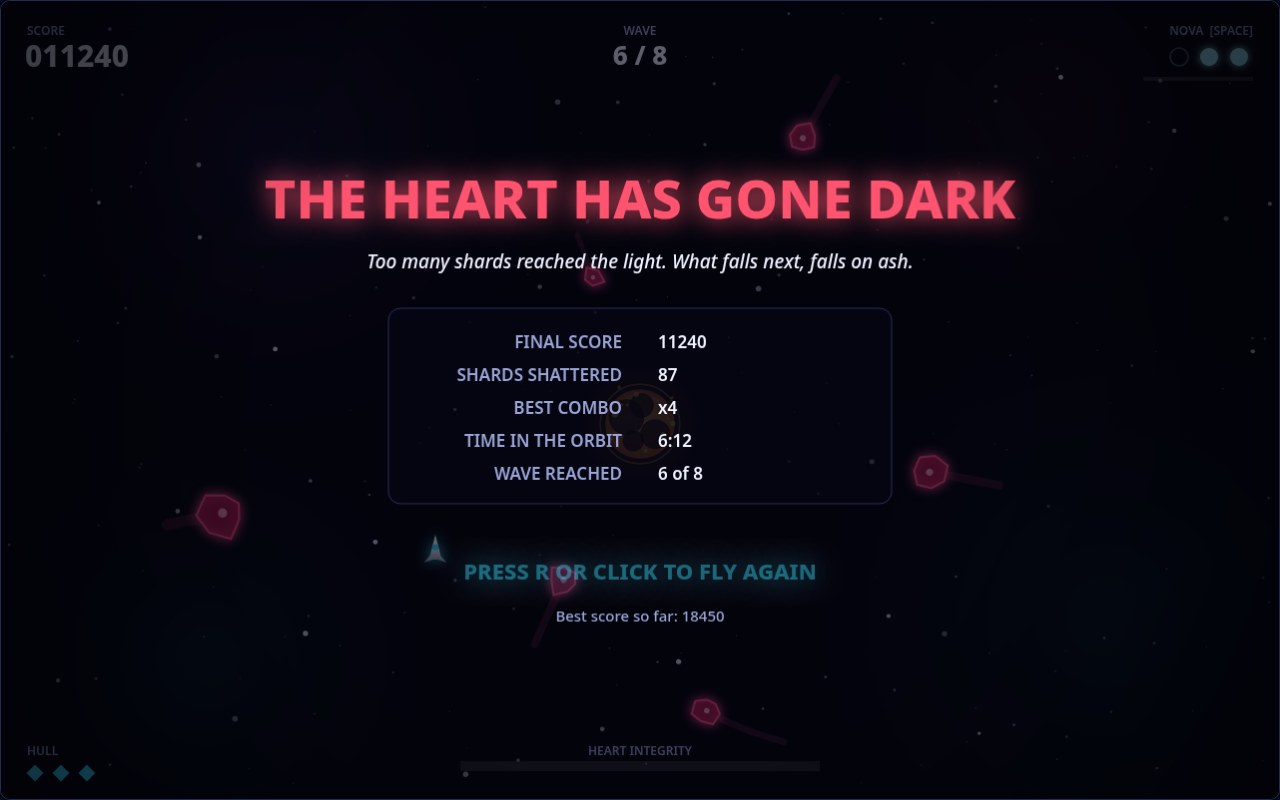 SCORE
011240
WAVE
6 / 8
NOVA [SPACE]
THE HEART HAS GONE DARK
Too many shards reached the light. What falls next, falls on ash.
FINAL SCORE 11240
SHARDS SHATTERED 87
BEST COMBO x4
TIME IN THE ORBIT 6:12
WAVE REACHED 6 of 8
PRESS R OR CLICK TO FLY AGAIN
Best score so far: 18450
HULL
HEART INTEGRITY